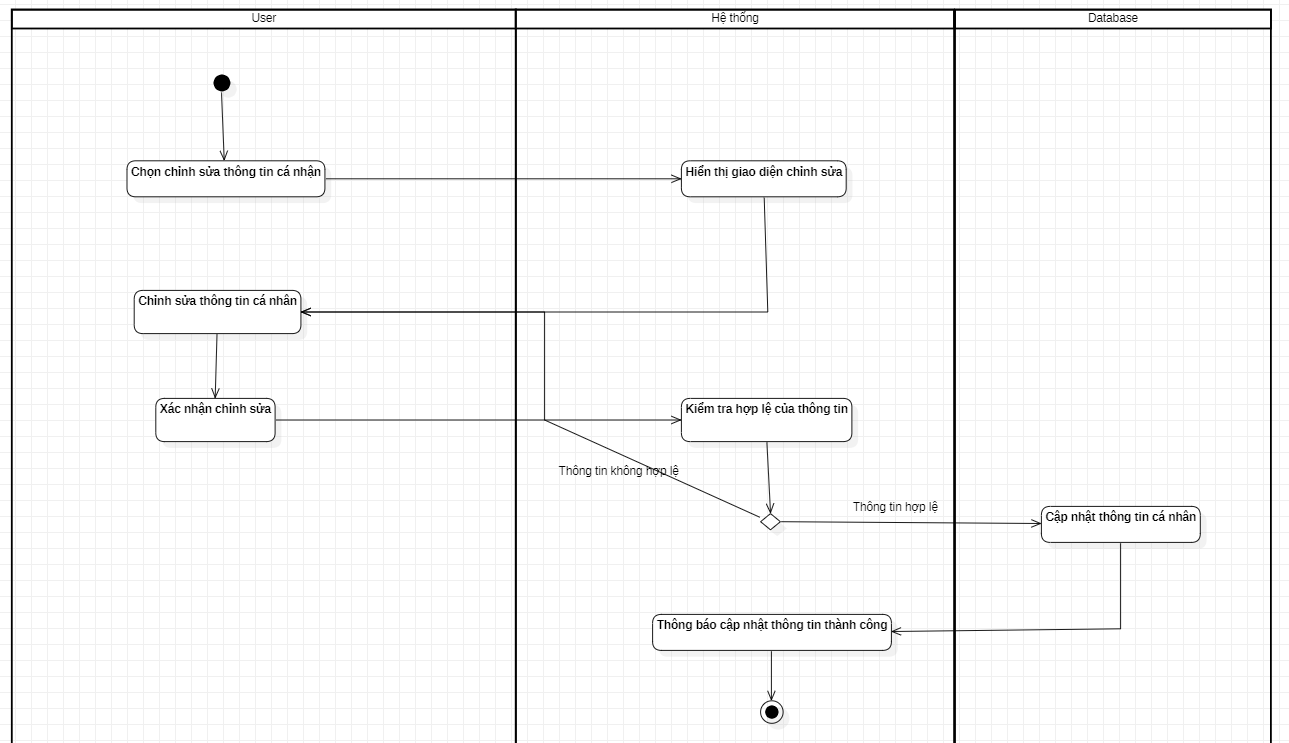 User
Hệ thống
Database
Chọn chỉnh sửa thông tin cá nhận
Hiển thị giao diện chỉnh sửa
Chỉnh sửa thông tin cá nhân
Xác nhận chỉnh sửa
Kiểm tra hợp lệ của thông tin
Thông tin không hợp lệ
Thông tin hợp lệ
Cập nhật thông tin cá nhân
Thông báo cập nhật thông tin thành công